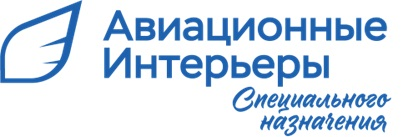 Авиационные
Интерьеры
Специального
назначения